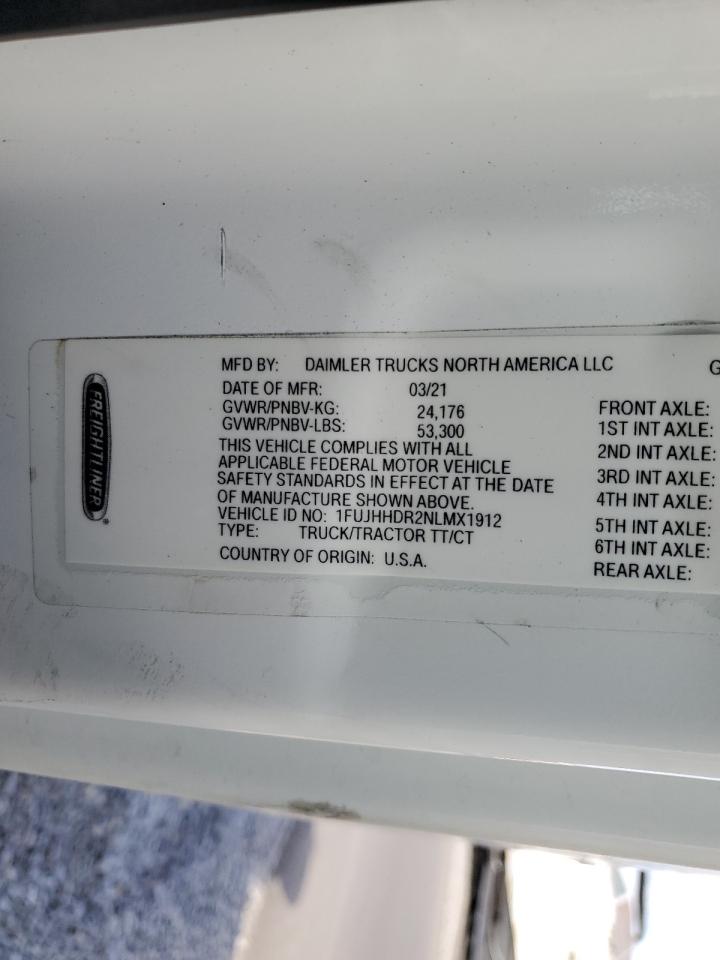 FREIGHTLINER®
MFD BY: DAIMLER TRUCKS NORTH AMERICA LLC
DATE OF MFR: 03/21
GVWR/PNBV-KG: 24,176
GVWR/PNBV-LBS: 53,300
THIS VEHICLE COMPLIES WITH ALL
APPLICABLE FEDERAL MOTOR VEHICLE
SAFETY STANDARDS IN EFFECT AT THE DATE
OF MANUFACTURE SHOWN ABOVE.
VEHICLE ID NO: 1FUJHHDR2NLMX1912
TYPE: TRUCK/TRACTOR TT/CT
COUNTRY OF ORIGIN: U.S.A.
G
FRONT AXLE:
1ST INT AXLE:
2ND INT AXLE:
3RD INT AXLE:
4TH INT AXLE:
5TH INT AXLE:
6TH INT AXLE:
REAR AXLE: